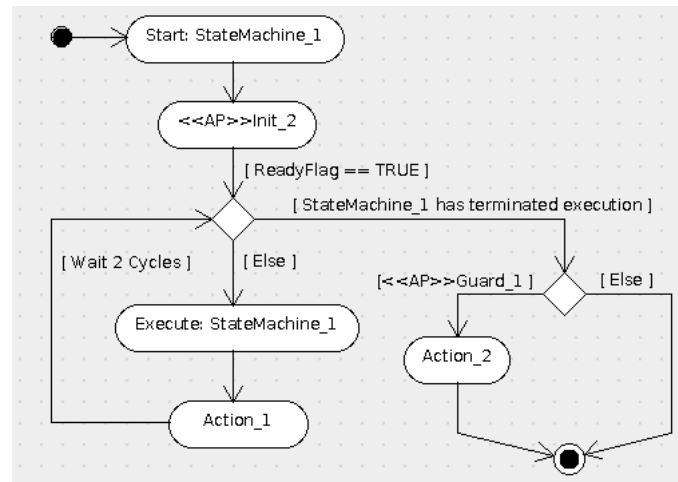 Start: StateMachine_1
<<AP>>Init_2
[ ReadyFlag == TRUE ]
[ StateMachine_1 has terminated execution ]
[ Wait 2 Cycles ]
[ Else ]
[<<AP>>Guard_1 ]
[ Else ]
Execute: StateMachine_1
Action_2
Action_1